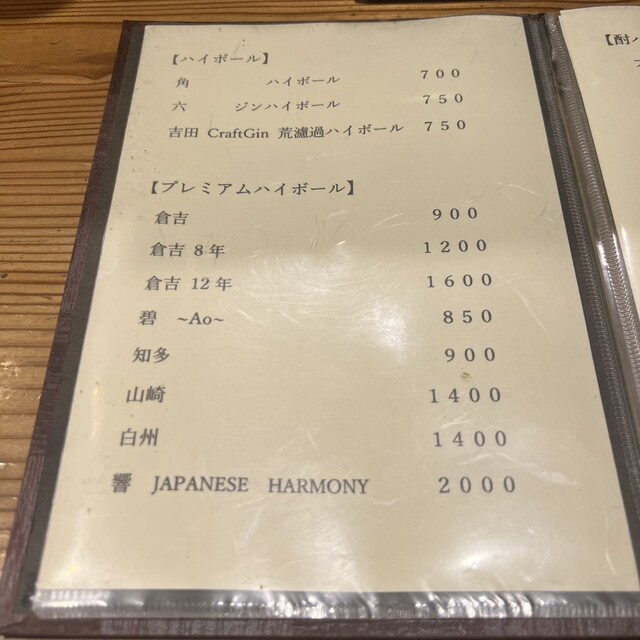 【ハイボール】
角 ハイボール 700
六 ジンハイボール 750
吉田 CraftGin 荒濾過ハイボール 750
【プレミアムハイボール】
倉吉 900
倉吉 8年 1200
倉吉 12年 1600
碧 ~Ao~ 850
知多 900
山崎 1400
白州 1400
響 JAPANESE HARMONY 2000
【酎ハ